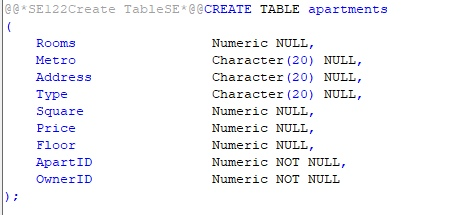 @@*SE122Create TableSE*@@CREATE TABLE apartments
(
Rooms Numeric NULL,
Metro Character(20) NULL,
Address Character(20) NULL,
Type Character(20) NULL,
Square Numeric NULL,
Price Numeric NULL,
Floor Numeric NULL,
ApartID Numeric NOT NULL,
OwnerID Numeric NOT NULL
);